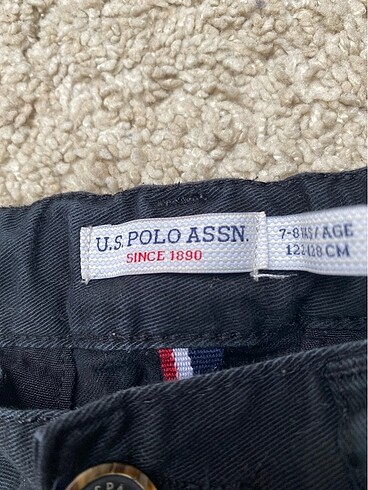 U.S. POLO ASSN.
SINCE 1890
7-8 YRS/AGE
122-128 CM